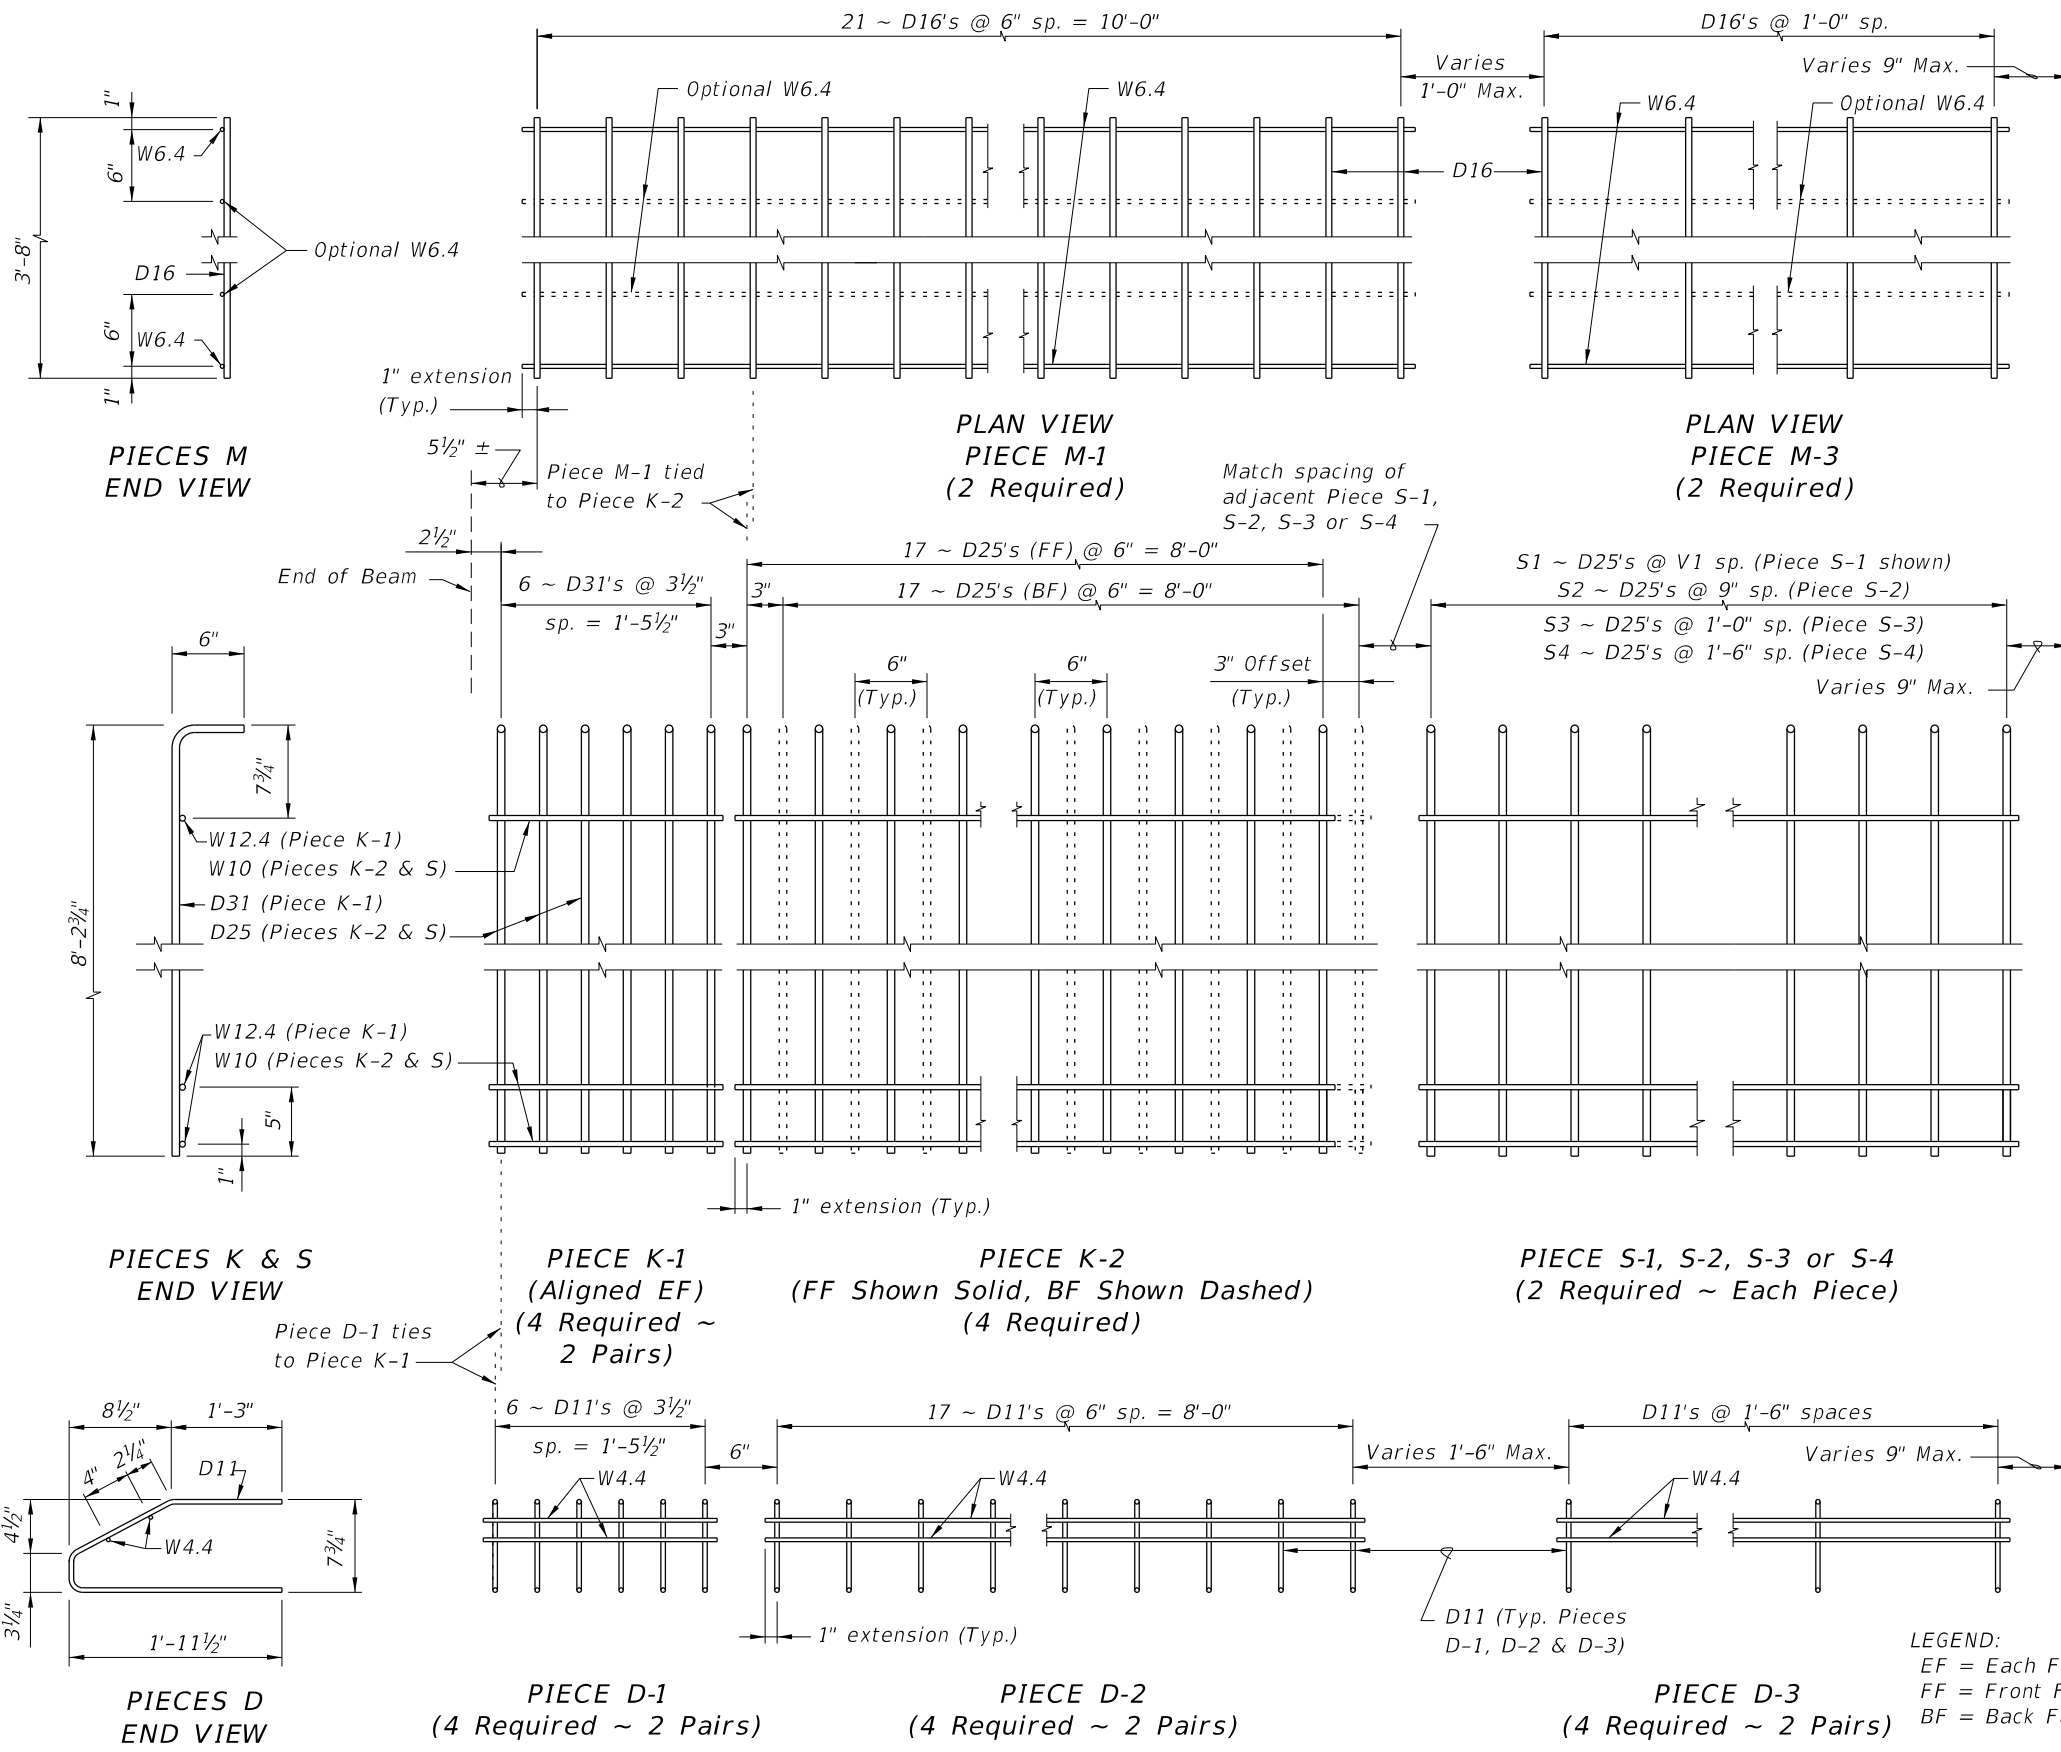 21 ~ D16's @ 6" sp. = 10'-0"
D16's @ 1'-0" sp.
Varies
1'-0" Max.
Varies 9" Max.
1"
6"
W6.4
3'-8"
Optional W6.4
D16
6"
W6.4
1"
Optional W6.4
W6.4
W6.4
Optional W6.4
D16
1" extension
(Typ.)
5½" ±
PIECES M
END VIEW
PLAN VIEW
PIECE M-1
(2 Required)
PLAN VIEW
PIECE M-3
(2 Required)
Piece M-1 tied
to Piece K-2
Match spacing of
adjacent Piece S-1,
S-2, S-3 or S-4
2½"
End of Beam
6 ~ D31's @ 3½"
sp. = 1'-5½"
3"
3"
17 ~ D25's (FF) @ 6" = 8'-0"
17 ~ D25's (BF) @ 6" = 8'-0"
6"
(Typ.)
6"
(Typ.)
3" Offset
(Typ.)
S1 ~ D25's @ V1 sp. (Piece S-1 shown)
S2 ~ D25's @ 9" sp. (Piece S-2)
S3 ~ D25's @ 1'-0" sp. (Piece S-3)
S4 ~ D25's @ 1'-6" sp. (Piece S-4)
Varies 9" Max.
6"
7¾"
8'-2¾"
W12.4 (Piece K-1)
W10 (Pieces K-2 & S)
D31 (Piece K-1)
D25 (Pieces K-2 & S)
W12.4 (Piece K-1)
W10 (Pieces K-2 & S)
5"
1"
1" extension (Typ.)
PIECES K & S
END VIEW
PIECE K-1
(Aligned EF)
(4 Required ~
2 Pairs)
PIECE K-2
(FF Shown Solid, BF Shown Dashed)
(4 Required)
PIECE S-1, S-2, S-3 or S-4
(2 Required ~ Each Piece)
Piece D-1 ties
to Piece K-1
8½"
1'-3"
4"
2¼"
D11
4½"
3¼"
W4.4
7¾"
1'-11½"
6 ~ D11's @ 3½"
sp. = 1'-5½"
6"
W4.4
17 ~ D11's @ 6" sp. = 8'-0"
W4.4
Varies 1'-6" Max.
D11's @ 1'-6" spaces
Varies 9" Max.
W4.4
1" extension (Typ.)
D11 (Typ. Pieces
D-1, D-2 & D-3)
PIECES D
END VIEW
PIECE D-1
(4 Required ~ 2 Pairs)
PIECE D-2
(4 Required ~ 2 Pairs)
PIECE D-3
(4 Required ~ 2 Pairs)
LEGEND:
EF = Each F
FF = Front F
BF = Back F